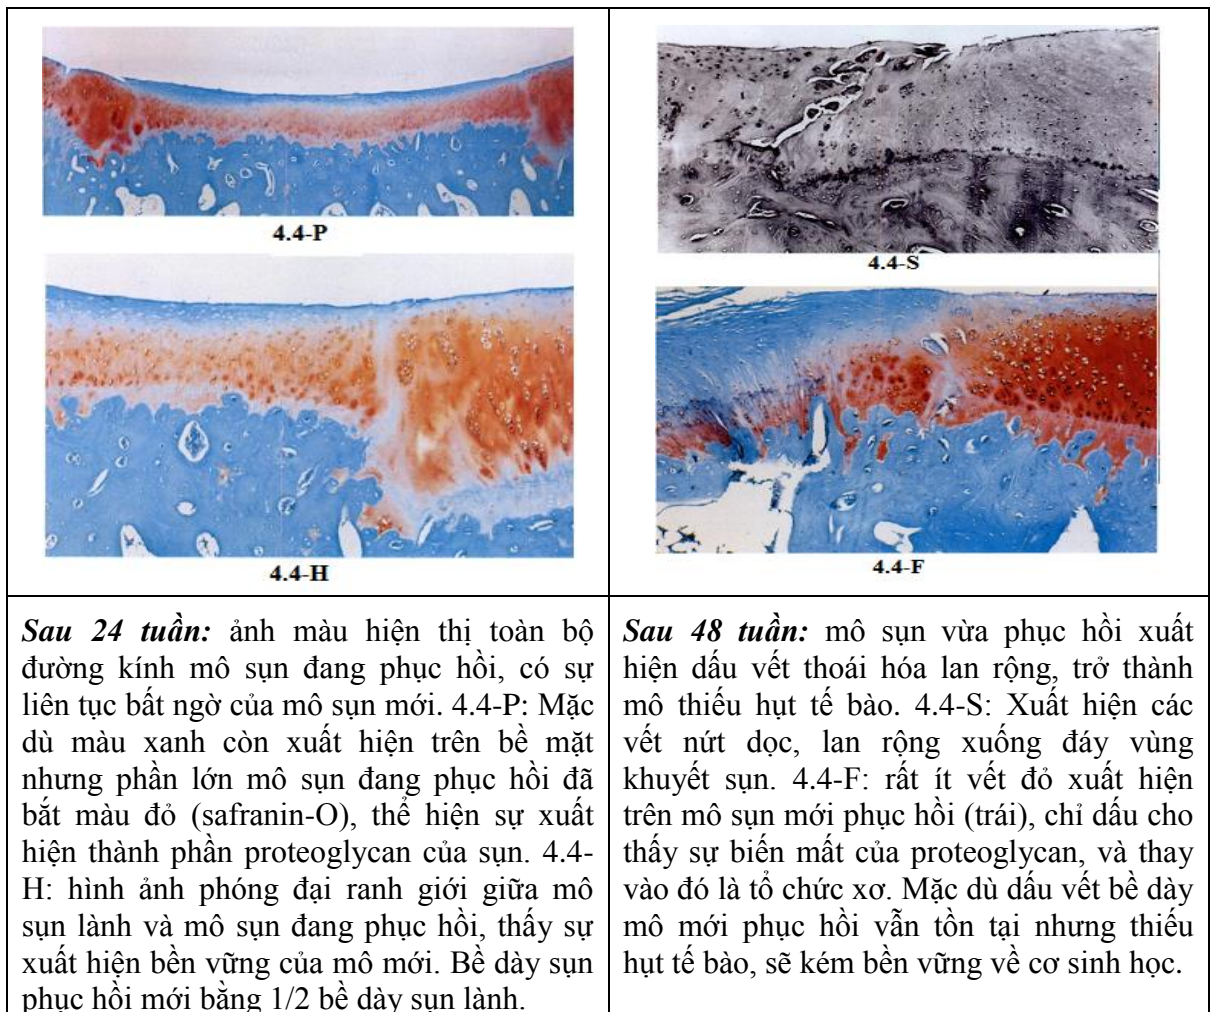 4.4-P
4.4-H
4.4-S
4.4-F
Sau 24 tuần: ảnh màu hiện thị toàn bộ
đường kính mô sụn đang phục hồi, có sự
liên tục bất ngờ của mô sụn mới. 4.4-P: Mặc
dù màu xanh còn xuất hiện trên bề mặt
nhưng phần lớn mô sụn đang phục hồi đã
bắt màu đỏ (safranin-O), thể hiện sự xuất
hiện thành phần proteoglycan của sụn. 4.4-
H: hình ảnh phóng đại ranh giới giữa mô
sụn lành và mô sụn đang phục hồi, thấy sự
xuất hiện bền vững của mô mới. Bề dày sụn
phục hồi mới bằng 1/2 bề dày sụn lành.
Sau 48 tuần: mô sụn vừa phục hồi xuất
hiện dấu vết thoái hóa lan rộng, trở thành
mô thiếu hụt tế bào. 4.4-S: Xuất hiện các
vết nứt dọc, lan rộng xuống đáy vùng
khuyết sụn. 4.4-F: rất ít vết đỏ xuất hiện
trên mô sụn mới phục hồi (trái), chỉ dấu cho
thấy sự biến mất của proteoglycan, và thay
vào đó là tổ chức xơ. Mặc dù dấu vết bề dày
mô mới phục hồi vẫn tồn tại nhưng thiếu
hụt tế bào, sẽ kém bền vững về cơ sinh học.